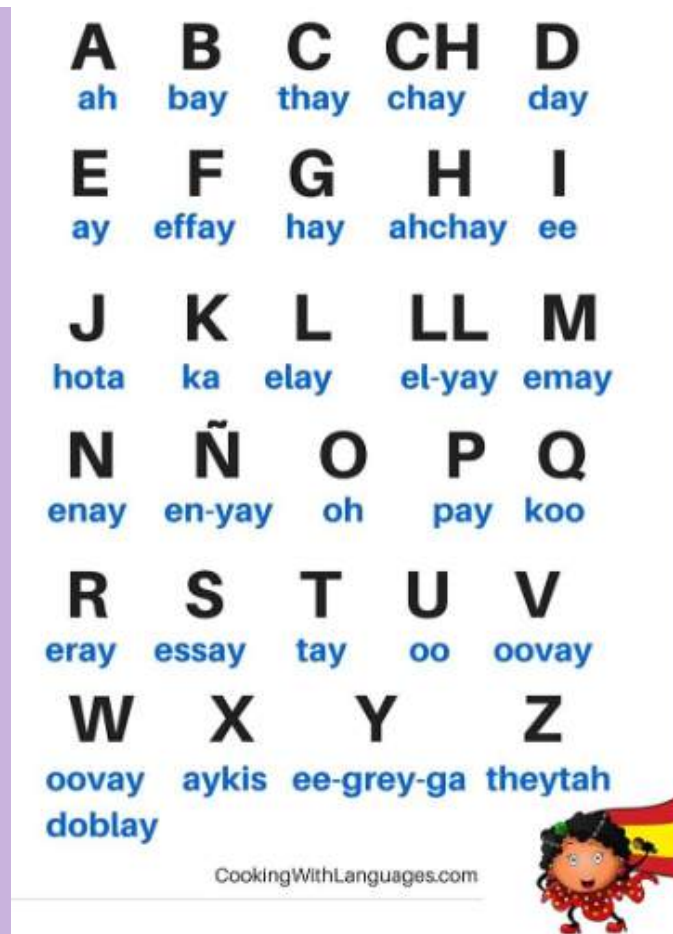 A B C CH D
ah bay thay chay day
E F G H I
ay effay hay ahchay ee
J K L LL M
hota ka elay el-yay emay
N Ñ O P Q
enay en-yay oh pay koo
R S T U V
eray essay tay oo oovay
W X Y Z
oovay aykis ee-grey-ga theytah
doblay
CookingWithLanguages.com